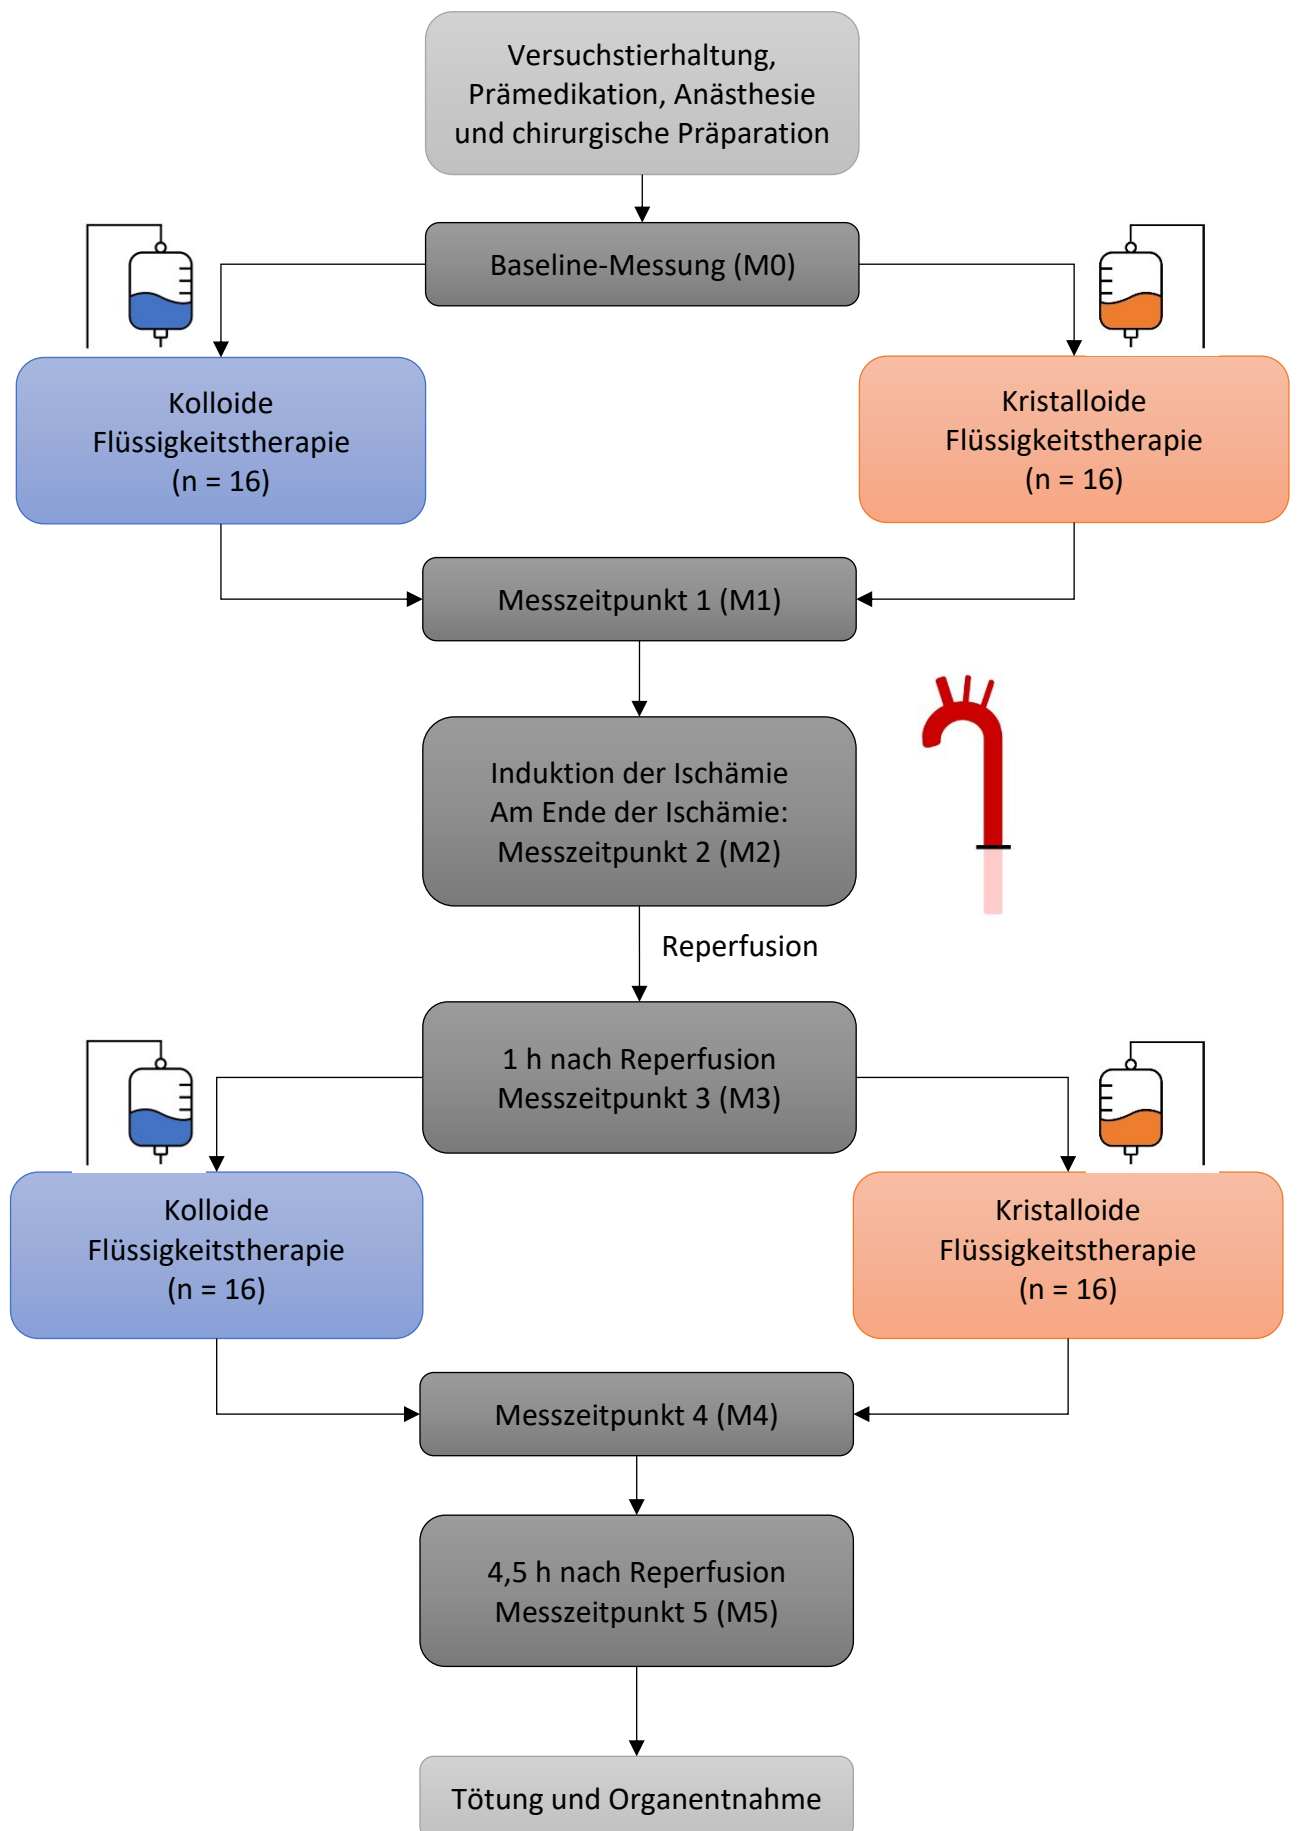 Versuchstierhaltung,
Prämedikation, Anästhesie
und chirurgische Präparation
Baseline-Messung (M0)
Kolloide
Flüssigkeitstherapie
(n = 16)
Kristalloide
Flüssigkeitstherapie
(n = 16)
Messzeitpunkt 1 (M1)
Induktion der Ischämie
Am Ende der Ischämie:
Messzeitpunkt 2 (M2)
Reperfusion
1 h nach Reperfusion
Messzeitpunkt 3 (M3)
Kolloide
Flüssigkeitstherapie
(n = 16)
Kristalloide
Flüssigkeitstherapie
(n = 16)
Messzeitpunkt 4 (M4)
4,5 h nach Reperfusion
Messzeitpunkt 5 (M5)
Tötung und Organentnahme